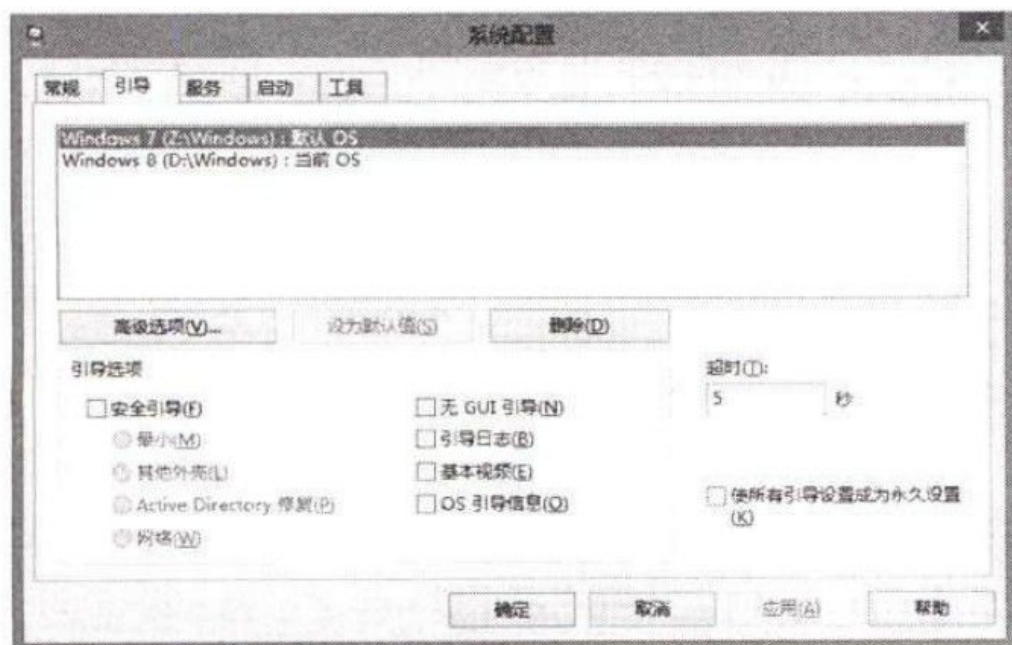 系统配置
常规 引导 服务 启动 工具
Windows 7 (Z:\Windows) : 默认 OS
Windows 8 (D:\Windows) : 当前 OS
高级选项(V)... 设为默认值(S) 删除(D)
引导选项 超时(T):
安全引导(F) 无 GUI 引导(N) 5 秒
最小(M) 引导日志(B)
其他外壳(L) 基本视频(E)
Active Directory 修复(P) OS 引导信息(O) 使所有引导设置成为永久设置
(K)
网络(W)
确定 取消 应用(A) 帮助